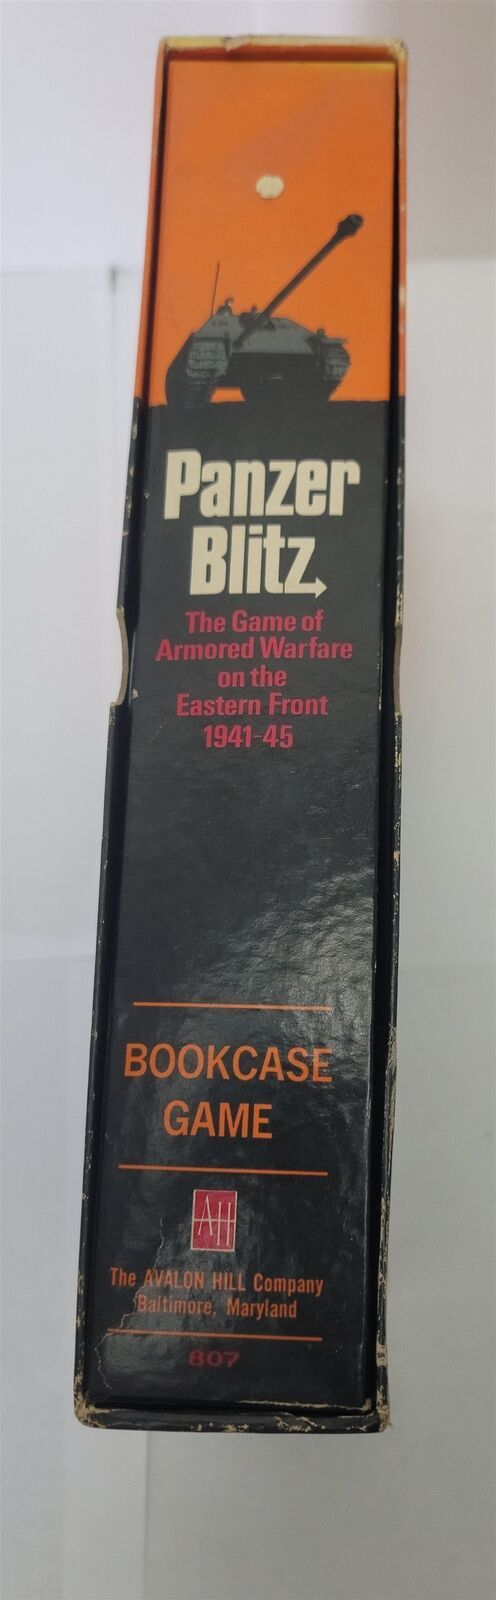 Panzer
Blitz
The Game of
Armored Warfare
on the
Eastern Front
1941-45
BOOKCASE
GAME
AH
The AVALON HILL Company
Baltimore, Maryland
807